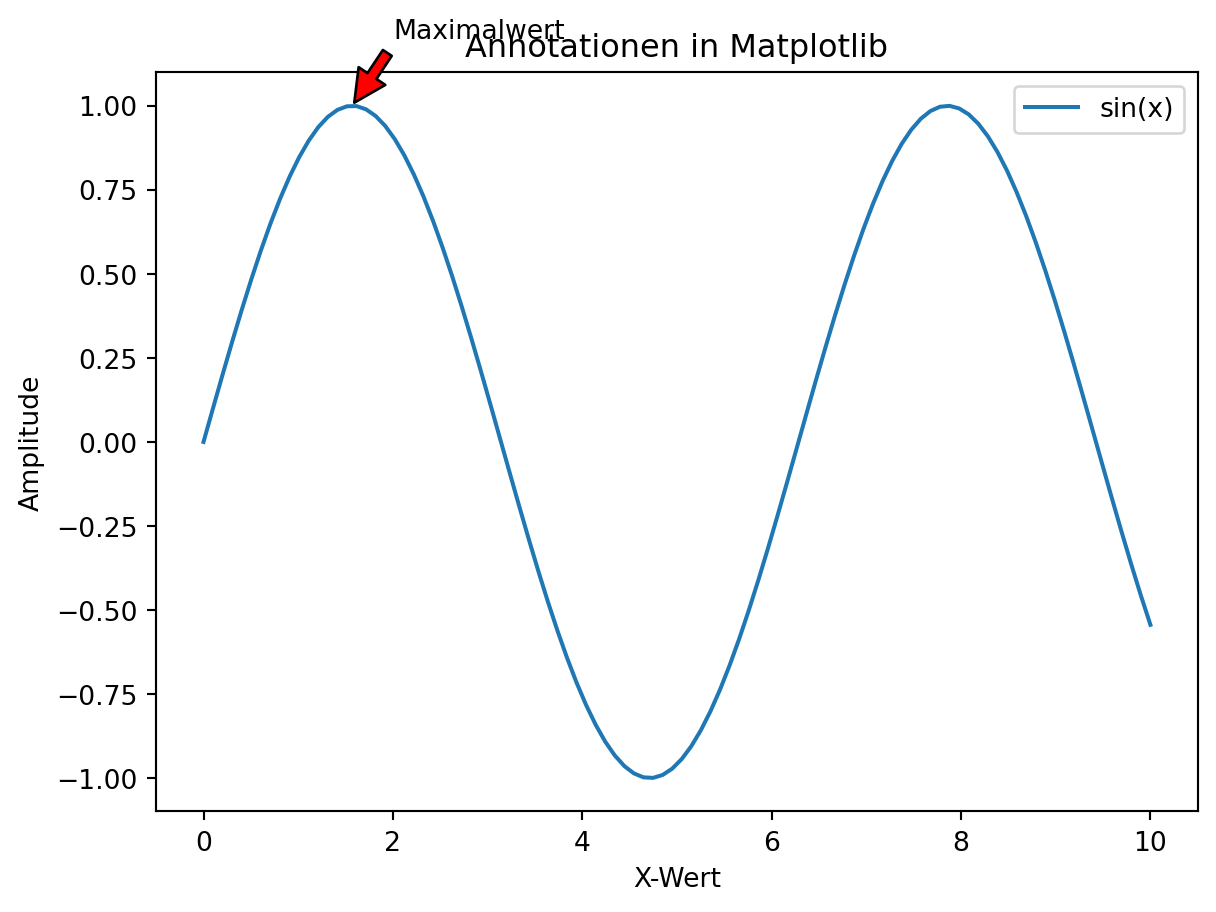 Maximalwert
Annotationen in Matplotlib
sin(x)
1.00
0.75
0.50
0.25
0.00
−0.25
−0.50
−0.75
−1.00
Amplitude
0 2 4 6 8 10
X-Wert